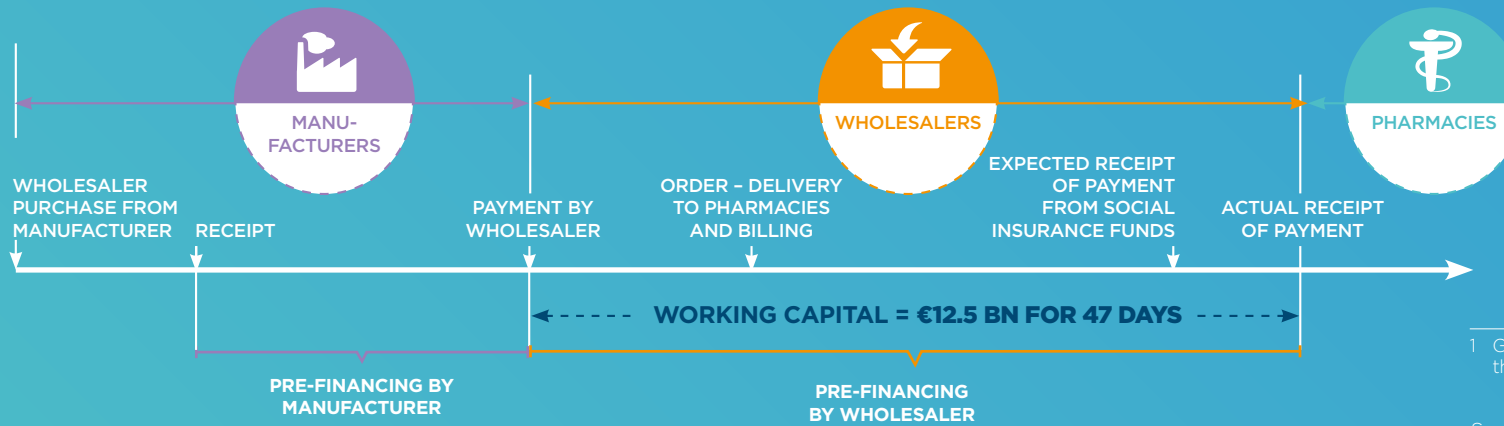 MANU-
FACTURERS
WHOLESALERS
PHARMACIES
WHOLESALER
PURCHASE FROM
MANUFACTURER
RECEIPT
PAYMENT BY
WHOLESALER
ORDER – DELIVERY
TO PHARMACIES
AND BILLING
EXPECTED RECEIPT
OF PAYMENT
FROM SOCIAL
INSURANCE FUNDS
ACTUAL RECEIPT
OF PAYMENT
WORKING CAPITAL = €12.5 BN FOR 47 DAYS
PRE-FINANCING BY
MANUFACTURER
PRE-FINANCING
BY WHOLESALER
1